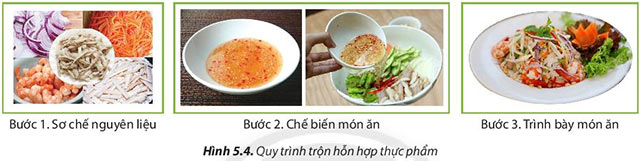 Bước 1. Sơ chế nguyên liệu
Bước 2. Chế biến món ăn
Bước 3. Trình bày món ăn
Hình 5.4. Quy trình trộn hỗn hợp thực phẩm